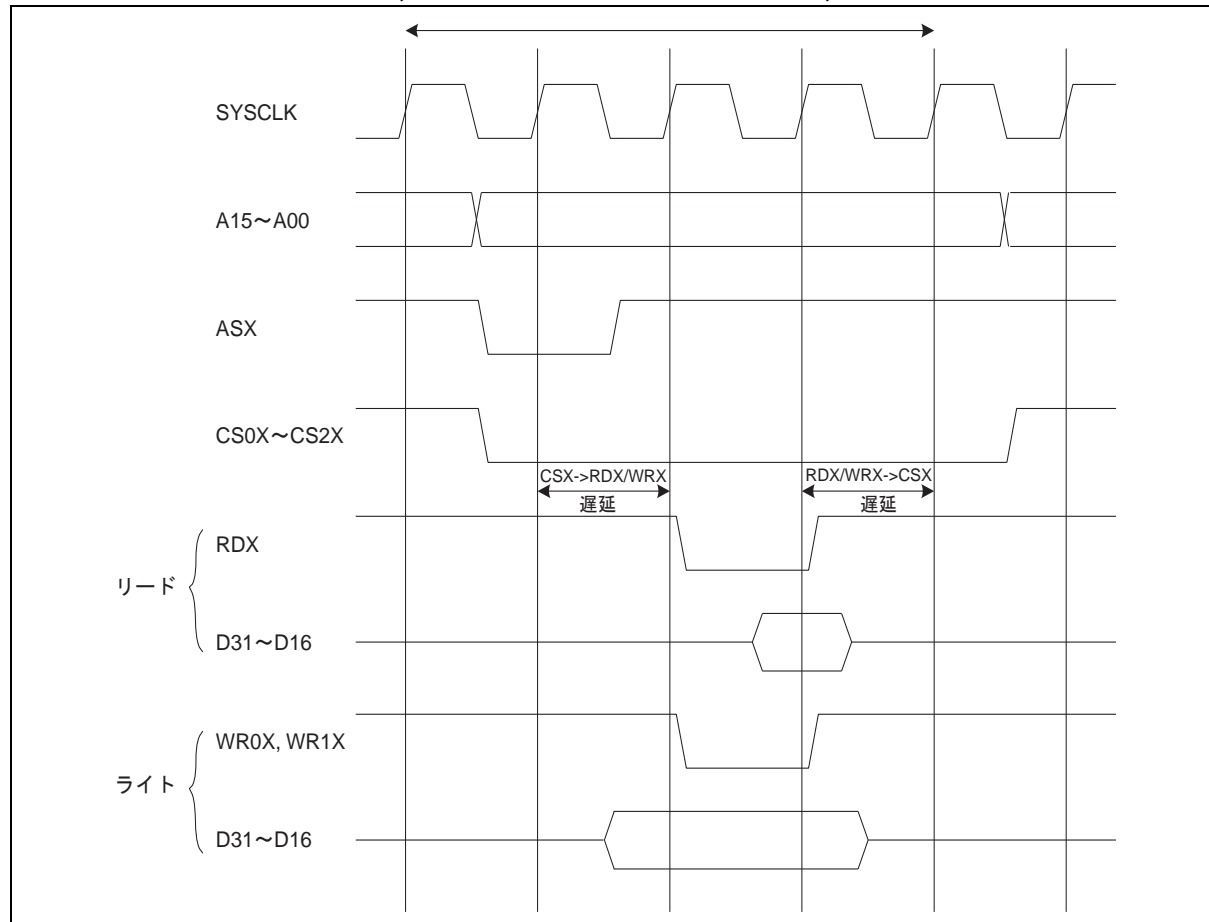 SYSCLK
A15～A00
ASX
CS0X～CS2X
CSX->RDX/WRX
遅延
RDX/WRX->CSX
遅延
リード
RDX
D31～D16
ライト
WR0X, WR1X
D31～D16